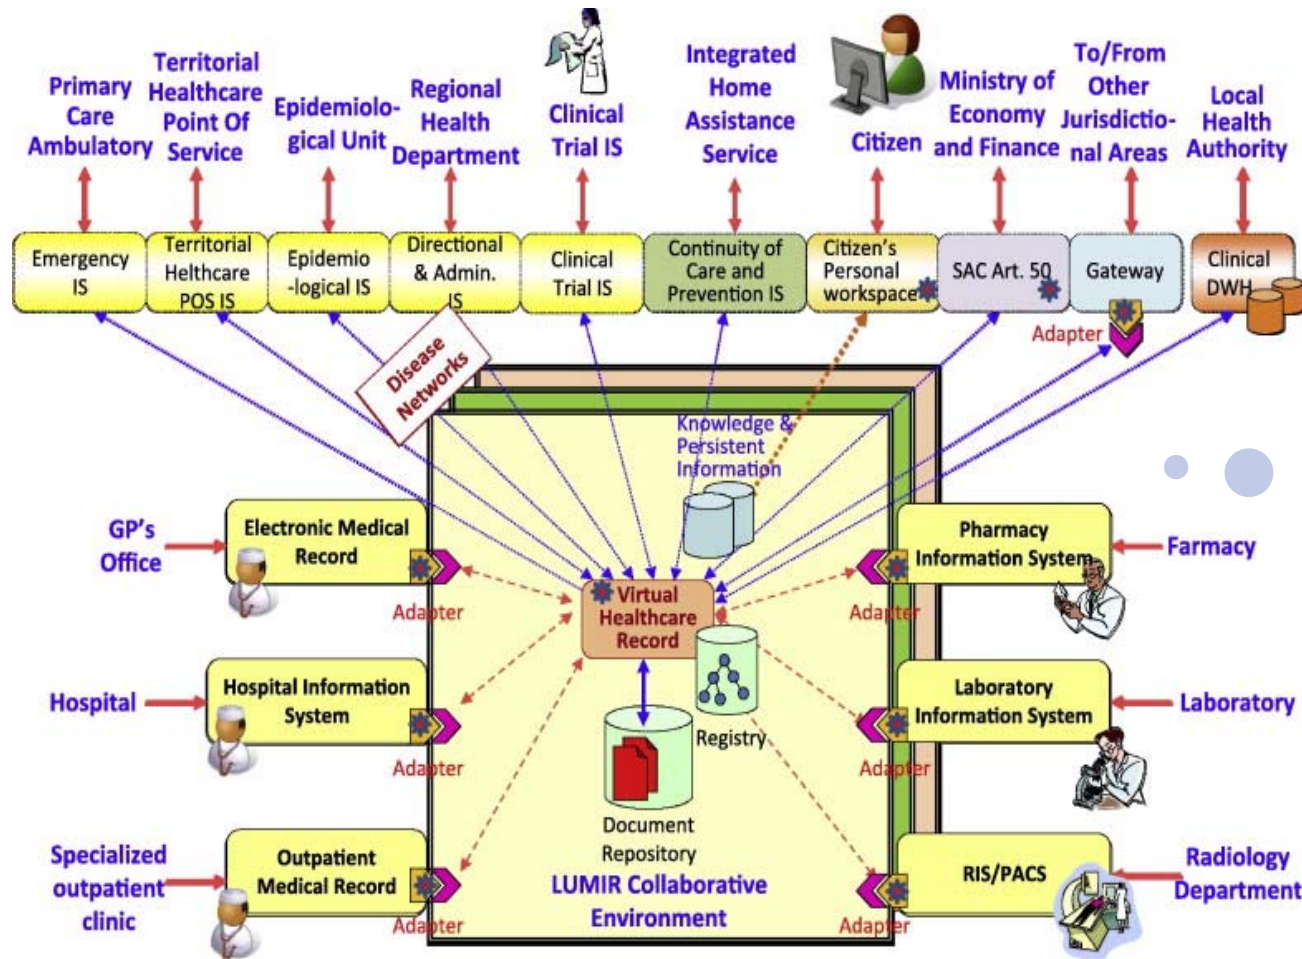 Primary
Care
Ambulatory
Territorial
Healthcare
Point Of
Service
Epidemiolo-
gical Unit
Regional
Health
Department
Clinical
Trial IS
Integrated
Home
Assistance
Service
Citizen
Ministry of
Economy
and Finance
To/From
Other
Jurisdictio-
nal Areas
Local
Health
Authority
Emergency
IS
Territorial
Helthcare
POS IS
Epidemio
-logical IS
Directional
& Admin.
IS
Clinical
Trial IS
Continuity of
Care and
Prevention IS
Citizen's
Personal
workspace
SAC Art. 50
Gateway
Clinical
DWH
Adapter
Disease
Networks
Knowledge &
Persistent
Information
GP's
Office
Electronic Medical
Record
Adapter
Pharmacy
Information System
Farmacy
Adapter
Virtual
Healthcare
Record
Hospital
Hospital Information
System
Adapter
Registry
Laboratory
Information System
Laboratory
Adapter
Document
Repository
Specialized
outpatient
clinic
Outpatient
Medical Record
Adapter
LUMIR Collaborative
Environment
RIS/PACS
Radiology
Department
Adapter